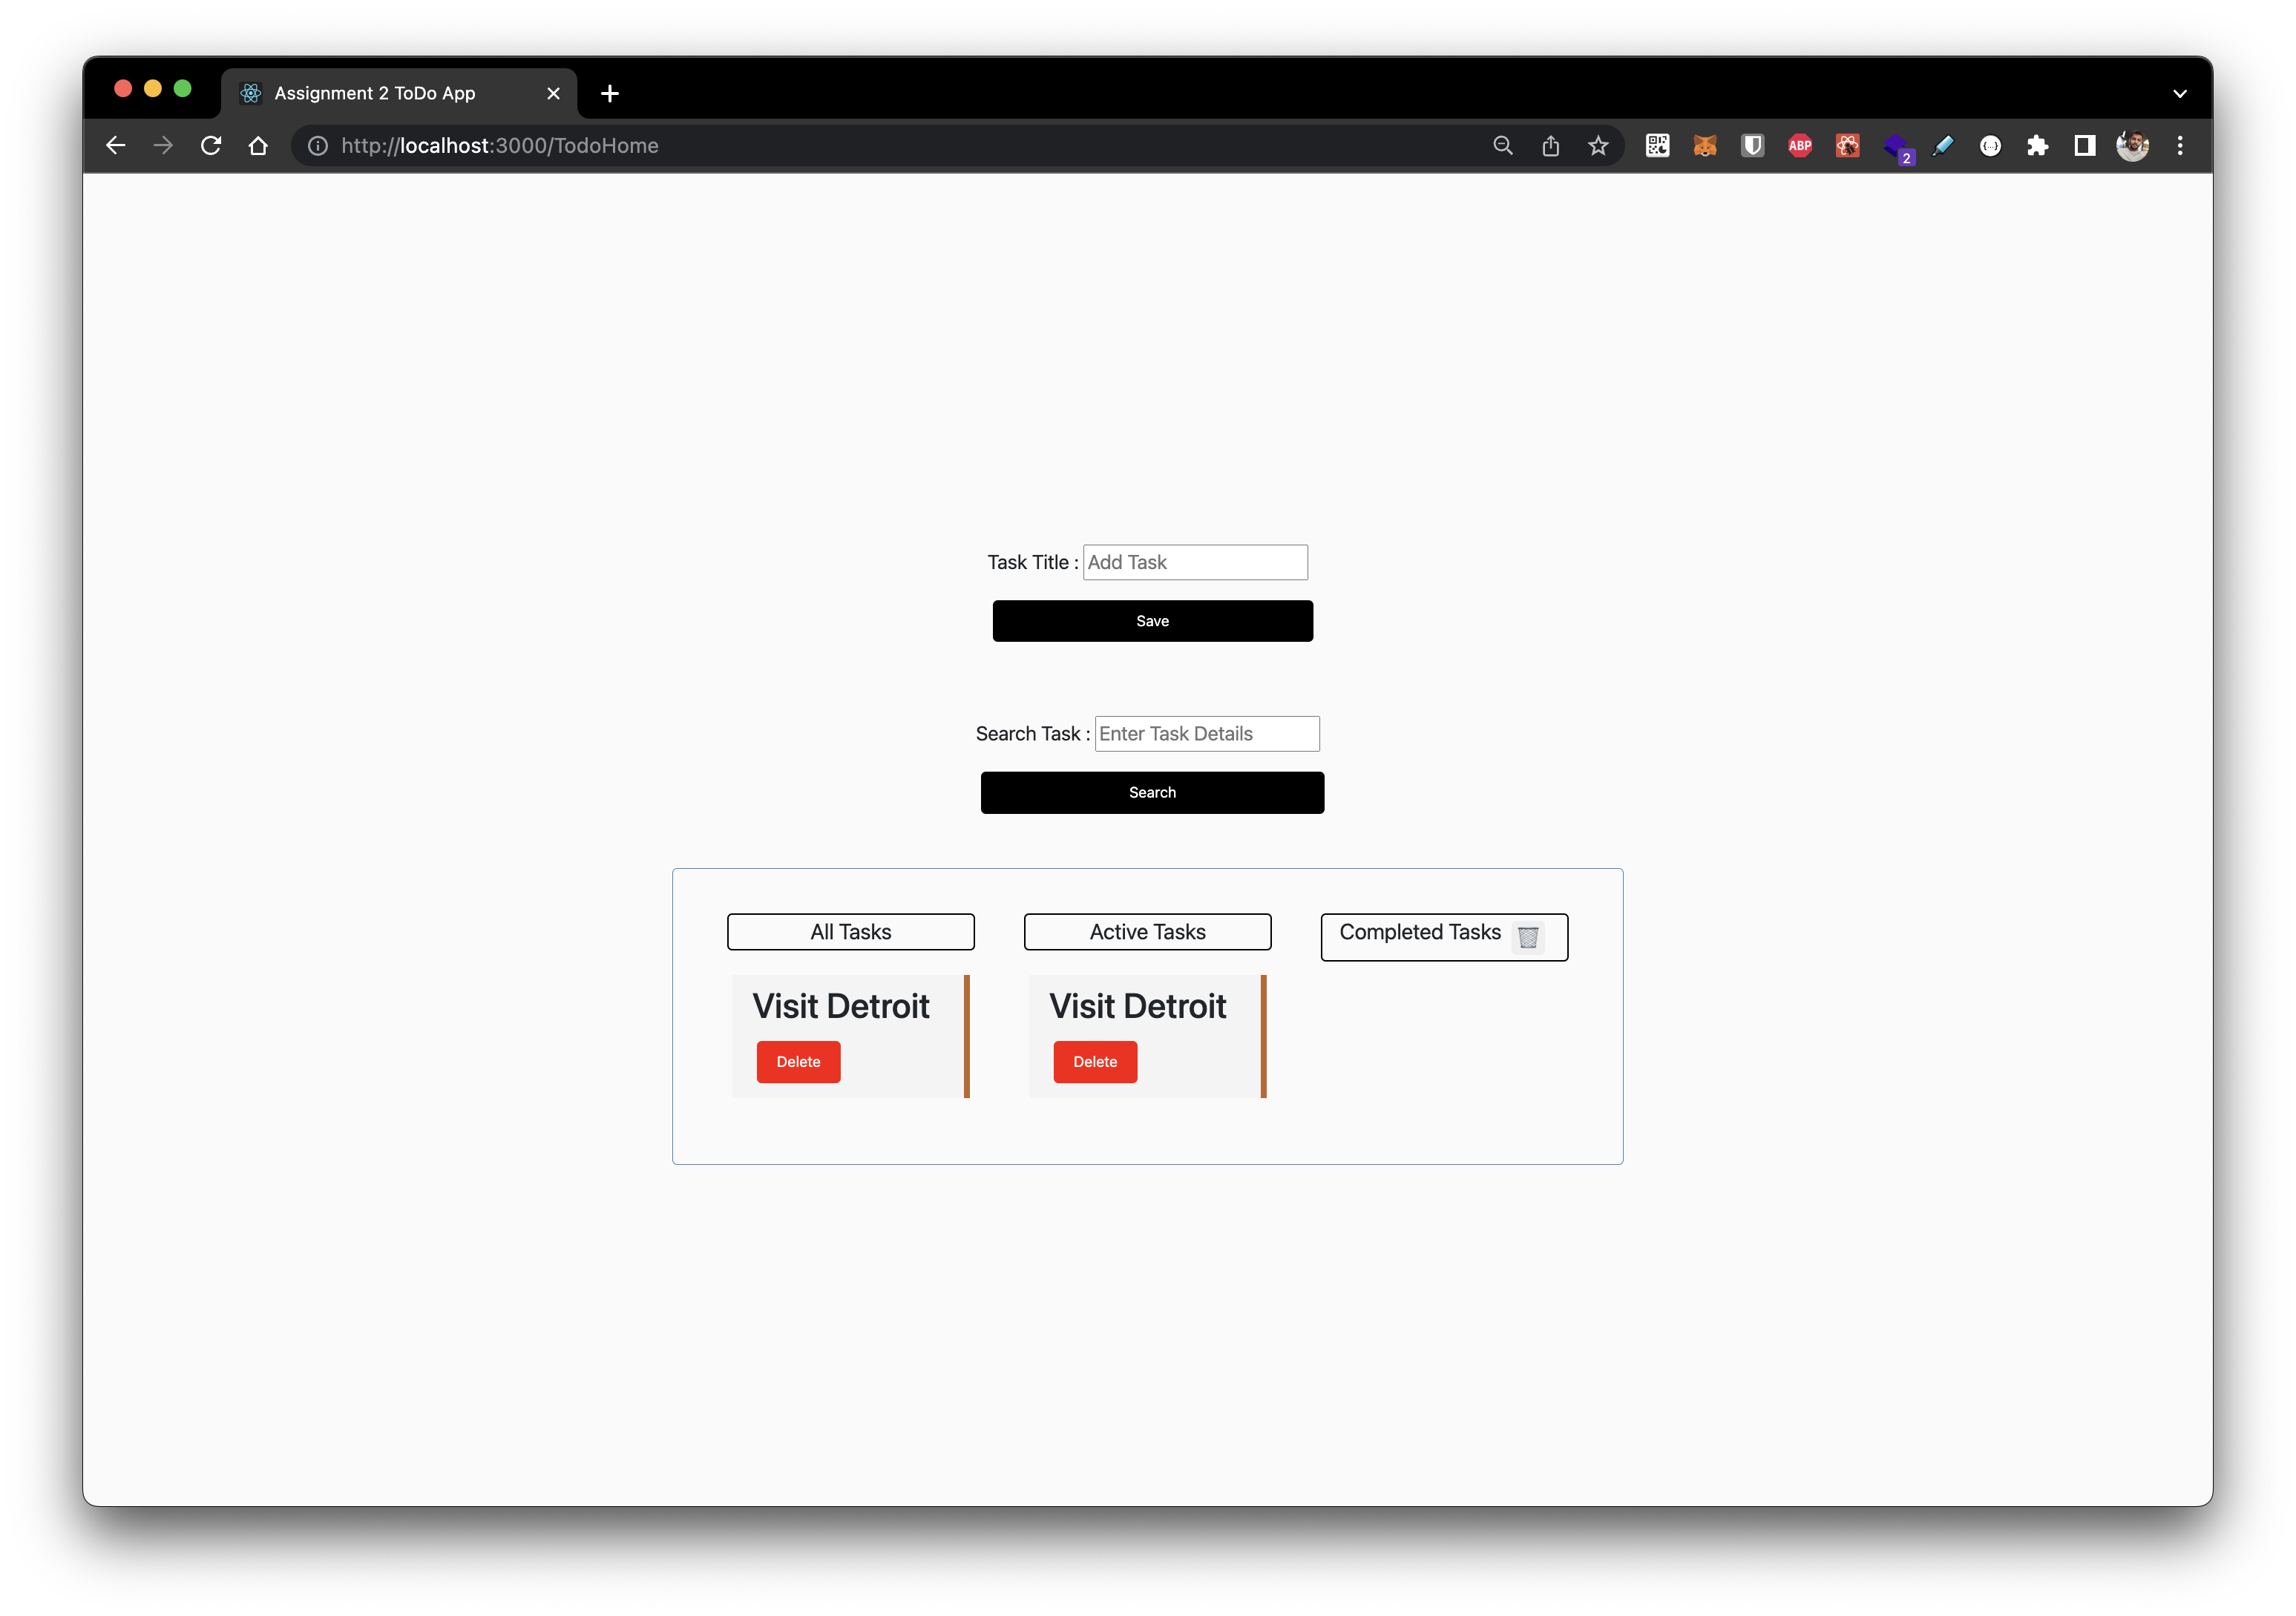 Assignment 2 ToDo App
http://localhost:3000/TodoHome
ABP
2
Task Title : Add Task
Save
Search Task : Enter Task Details
Search
All Tasks Active Tasks Completed Tasks
Visit Detroit Visit Detroit
Delete Delete